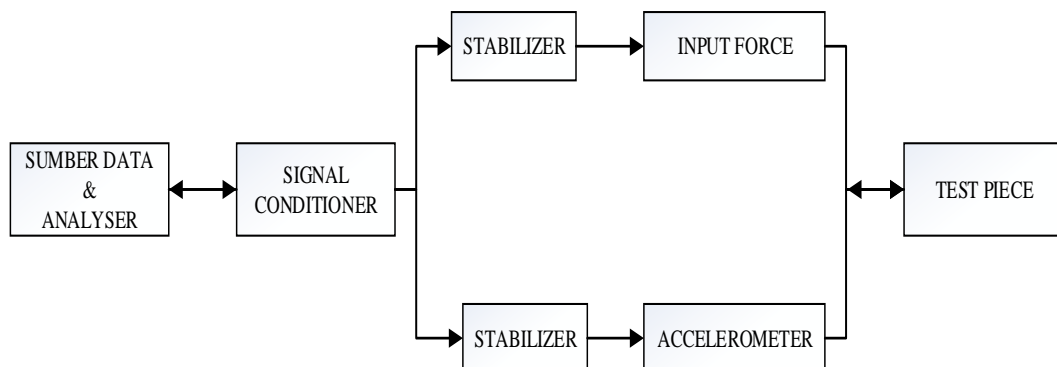 SUMBER DATA
&
ANALYSER
SIGNAL
CONDITIONER
STABILIZER
INPUT FORCE
STABILIZER
ACCELEROMETER
TEST PIECE